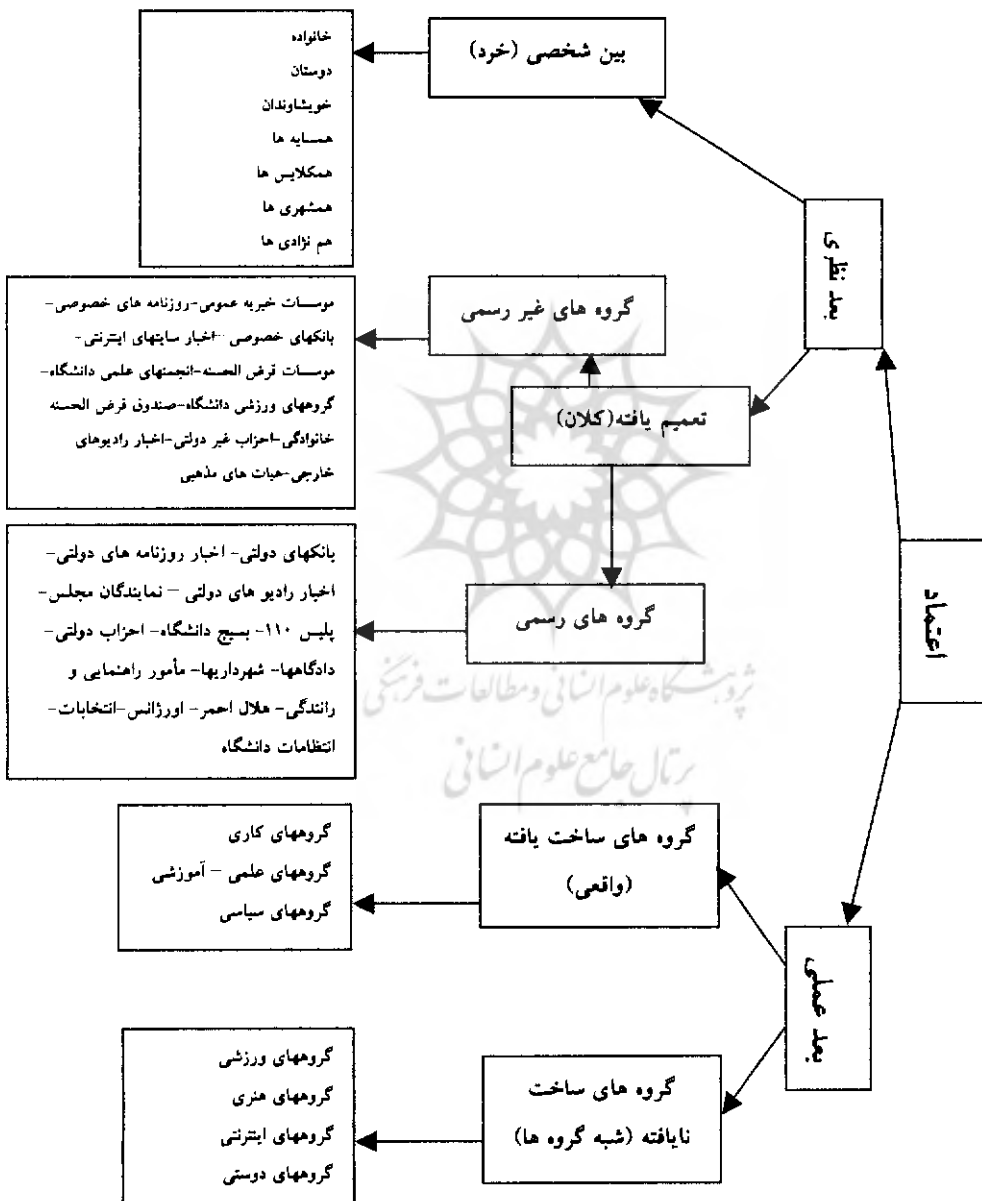 اعتماد
بعد نظری
بین شخصی (خرد)
خانواده
دوستان
خویشاوندان
همسایه ها
همکلایس ها
همشهری ها
هم نژادی ها
تعمیم یافته(کلان)
گروه های غیر رسمی
موسسات خیریه عمومی-روزنامه های خصوصی-
بانکهای خصوصی -اخبار سایتهای اینترنتی-
موسسات قرض الحسنه-انجمنهای علمی دانشگاه-
گروههای ورزشی دانشگاه-صندوق قرض الحسنه
خانوادگی-احزاب غیر دولتی-اخبار رادیوهای
خارجی-هیات های مذهبی
گروه های رسمی
بانکهای دولتی- اخبار روزنامه های دولتی-
اخبار رادیو های دولتی – نمایندگان مجلس-
پلیس ۱۱۰- بسیج دانشگاه- احزاب دولتی-
دادگاهها- شهرداریها- مأمور راهنمایی و
رانندگی- هلال احمر- اورژانس-انتخابات-
انتظامات دانشگاه
پژوهشگاه علوم انسانی و مطالعات فرهنگی
پرتال جامع علوم انسانی
بعد عملی
گروه های ساخت یافته
(واقعی)
گروههای کاری
گروههای علمی – آموزشی
گروههای سیاسی
گروه های ساخت
نایافته (شبه گروه ها)
گروههای ورزشی
گروههای هنری
گروههای اینترنتی
گروههای دوستی